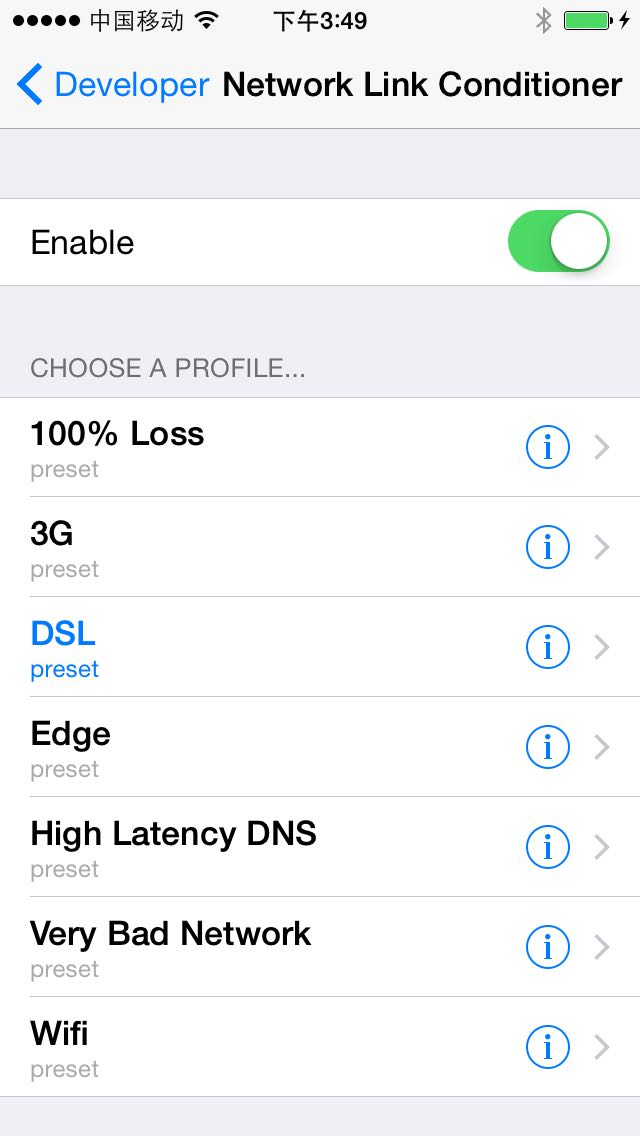 中国移动 下午3:49
Developer Network Link Conditioner
Enable
CHOOSE A PROFILE...
100% Loss
preset
3G
preset
DSL
preset
Edge
preset
High Latency DNS
preset
Very Bad Network
preset
Wifi
preset